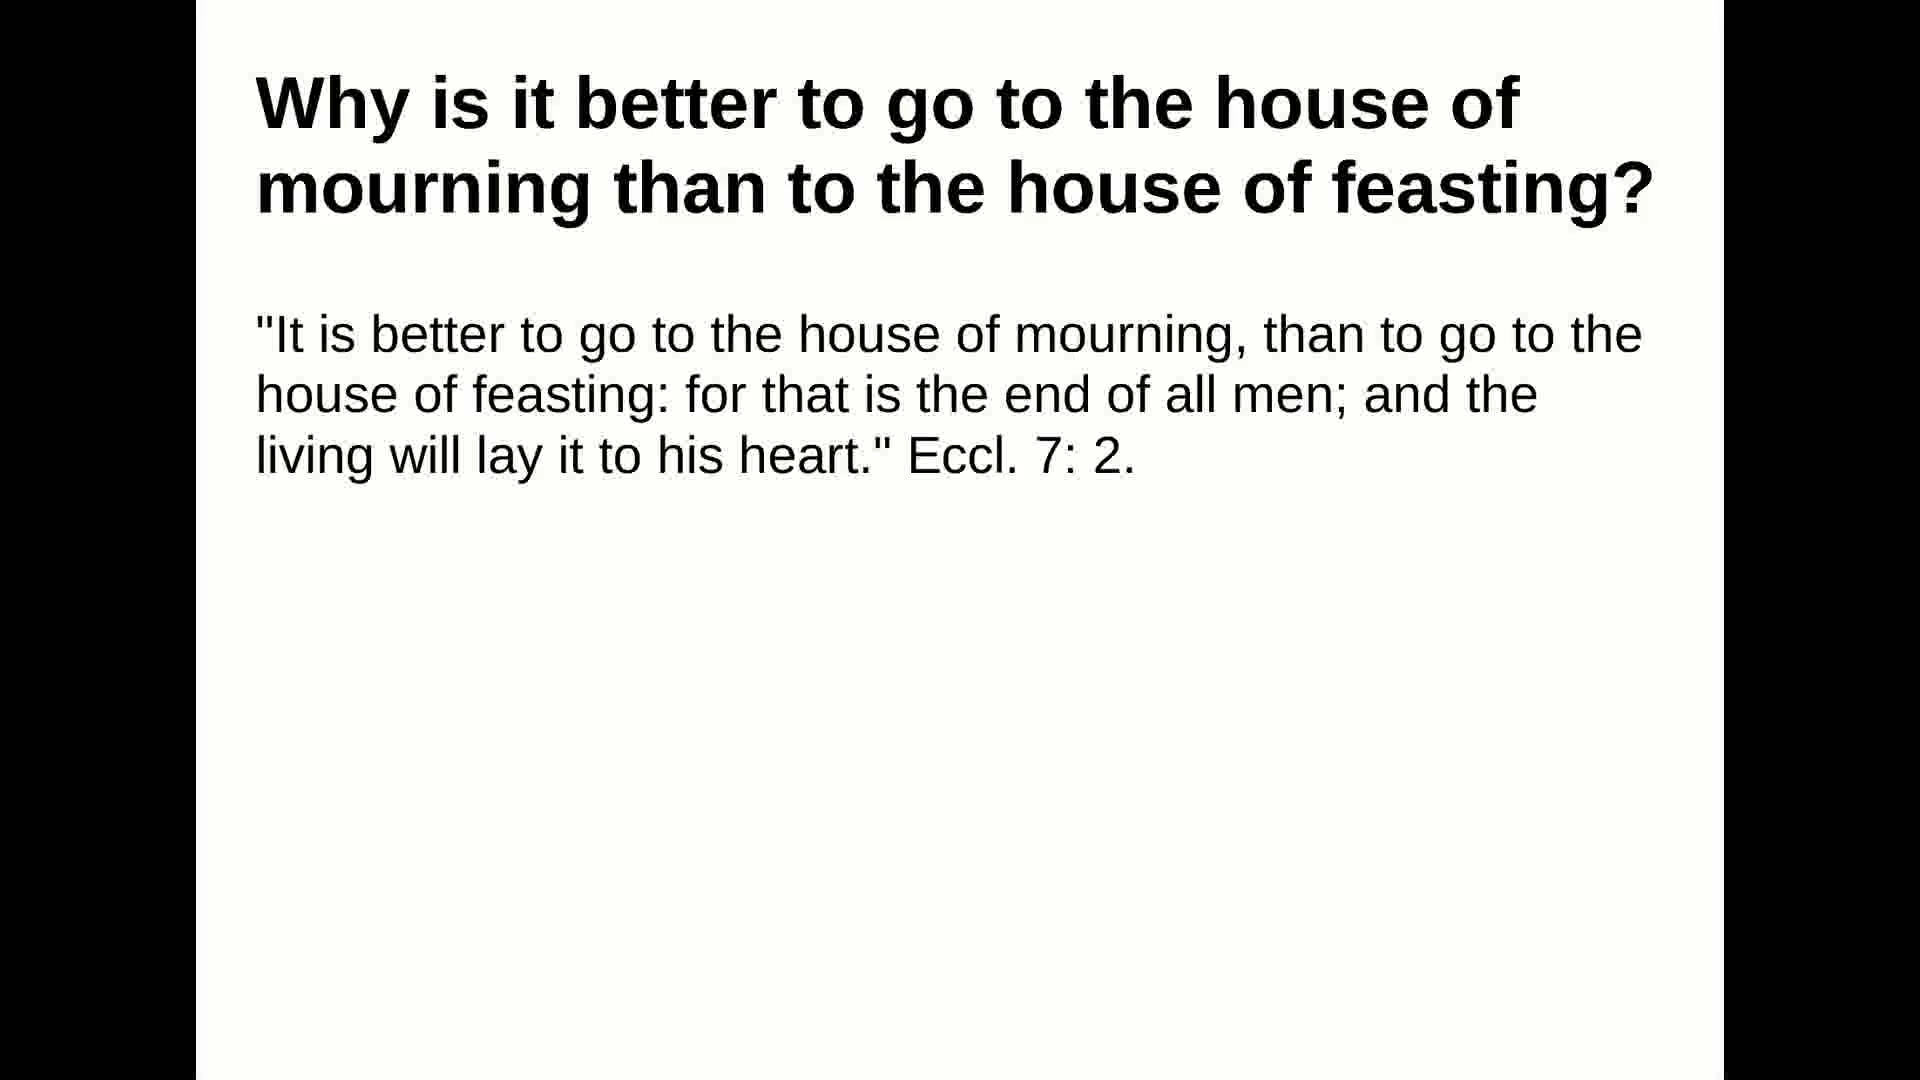 Why is it better to go to the house of
mourning than to the house of feasting?
"It is better to go to the house of mourning, than to go to the
house of feasting: for that is the end of all men; and the
living will lay it to his heart." Eccl. 7: 2.